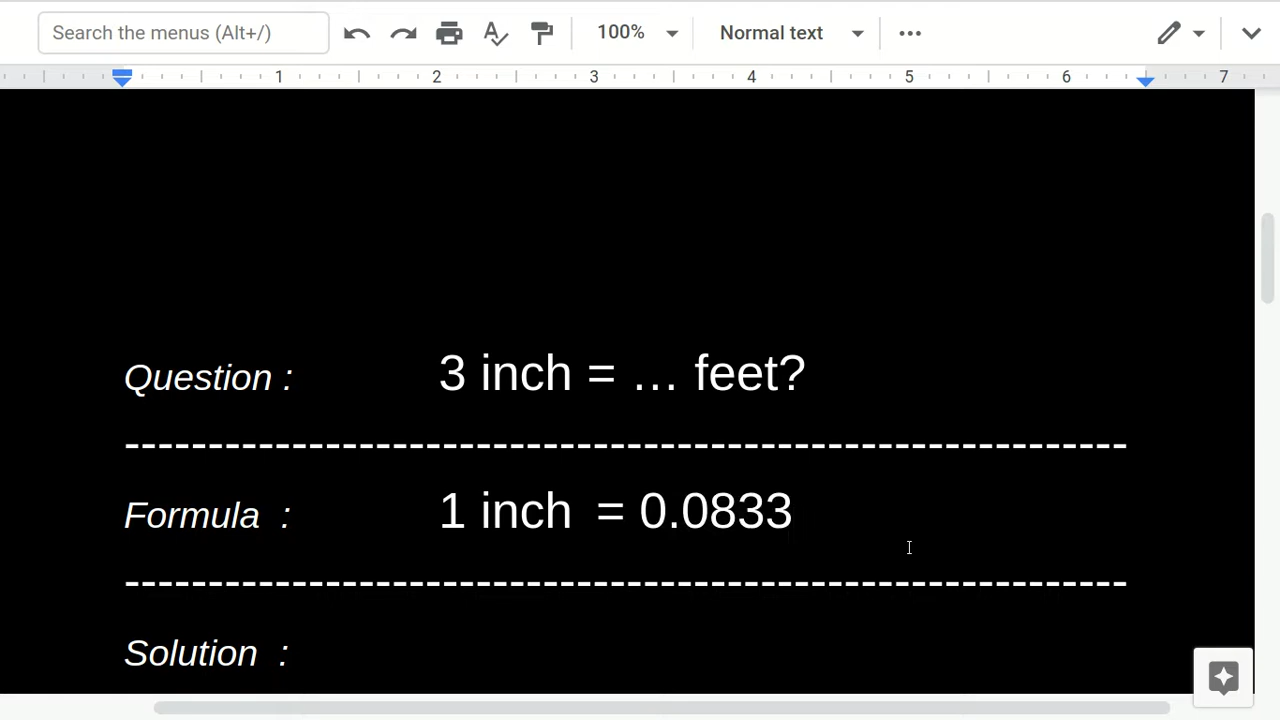 Search the menus (Alt+/) 100% Normal text
1 2 3 4 5 6 7
Question : 3 inch = ... feet?
------------------------------------------------------------
Formula : 1 inch = 0.0833
------------------------------------------------------------
Solution :